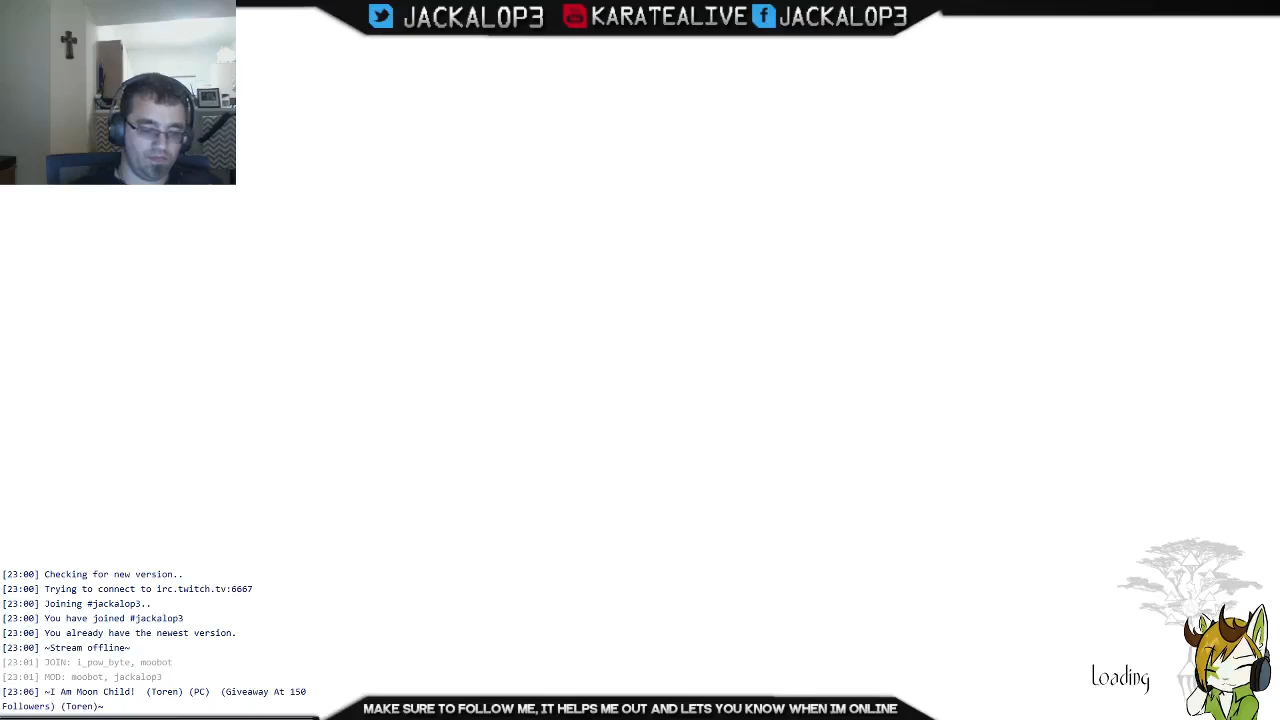 JACKALOP3 KARATEALIVE JACKALOP3
[23:00] Checking for new version..
[23:00] Trying to connect to irc.twitch.tv:6667
[23:00] Joining #jackalop3..
[23:00] You have joined #jackalop3
[23:00] You already have the newest version.
[23:00] ~Stream offline~
[23:01] JOIN: i_pow_byte, moobot
[23:01] MOD: moobot, jackalop3
[23:06] ~I Am Moon Child! (Toren) (PC) (Giveaway At 150
Followers) (Toren)~
Loading
MAKE SURE TO FOLLOW ME, IT HELPS ME OUT AND LETS YOU KNOW WHEN IM ONLINE